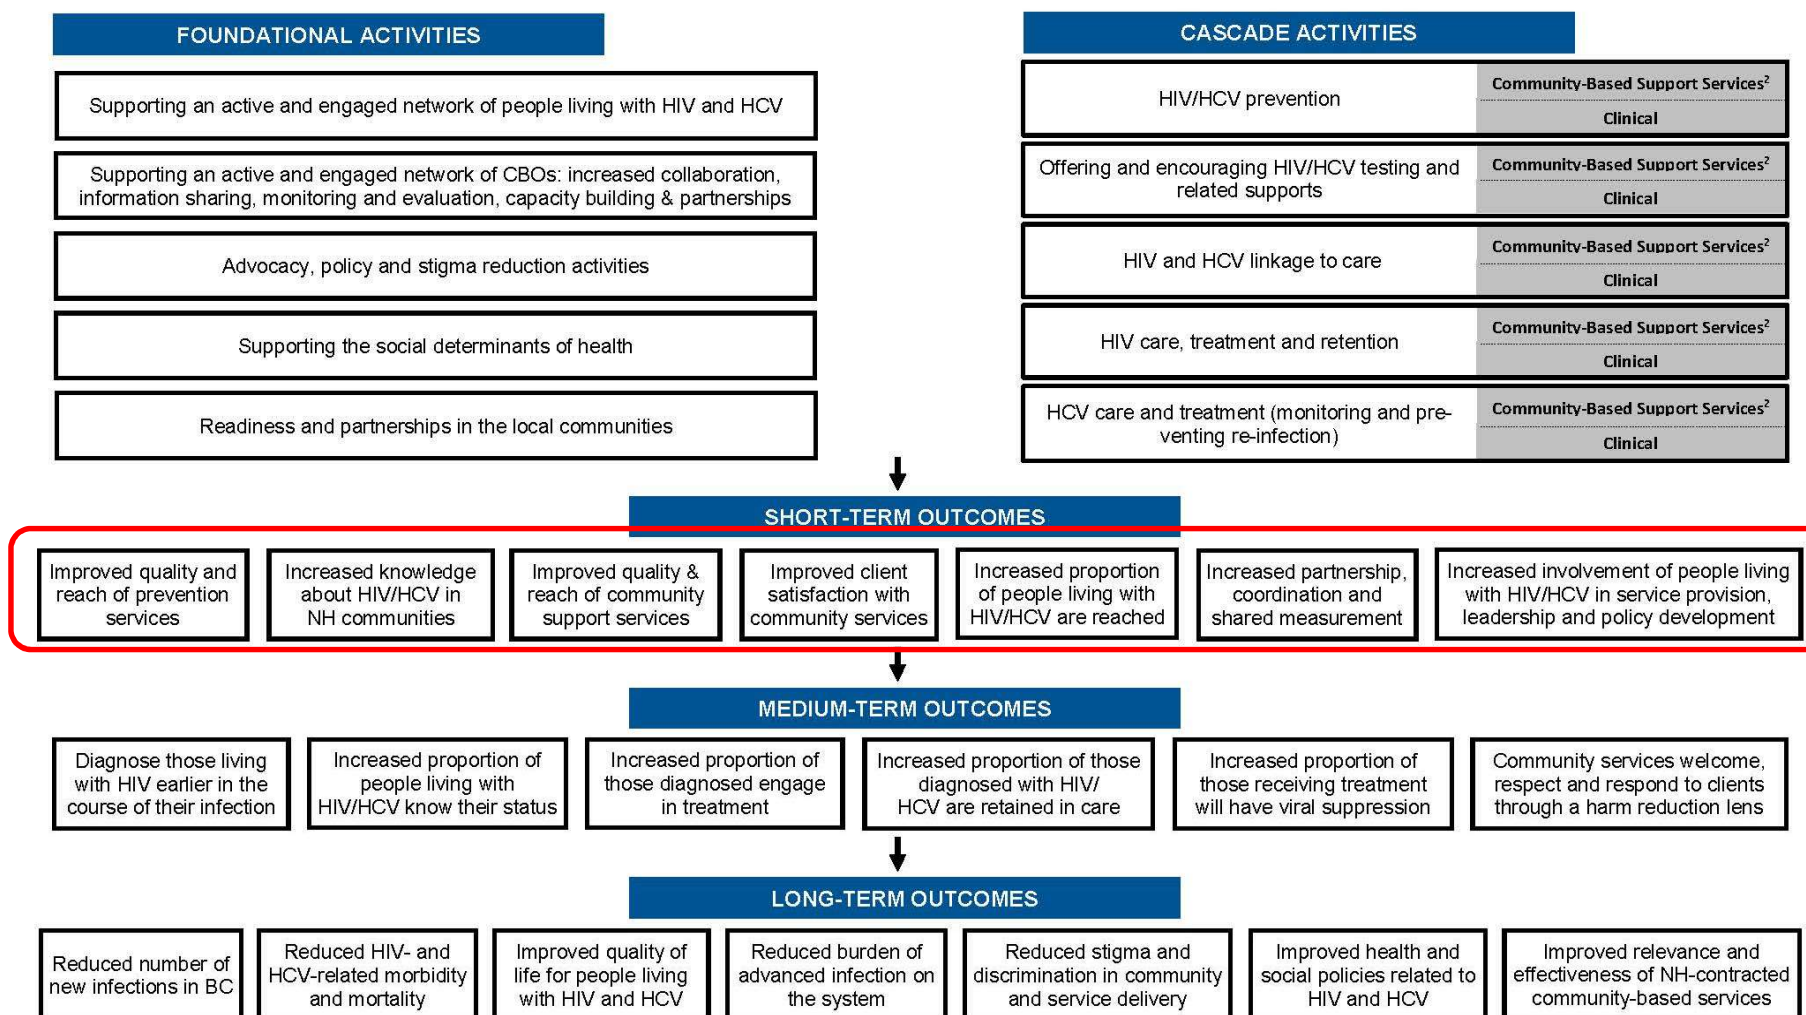 FOUNDATIONAL ACTIVITIES
Supporting an active and engaged network of people living with HIV and HCV
Supporting an active and engaged network of CBOs: increased collaboration,
information sharing, monitoring and evaluation, capacity building & partnerships
Advocacy, policy and stigma reduction activities
Supporting the social determinants of health
Readiness and partnerships in the local communities
CASCADE ACTIVITIES
HIV/HCV prevention
Community-Based Support Services²
Clinical
Offering and encouraging HIV/HCV testing and
related supports
Community-Based Support Services²
Clinical
HIV and HCV linkage to care
Community-Based Support Services²
Clinical
HIV care, treatment and retention
Community-Based Support Services²
Clinical
HCV care and treatment (monitoring and pre-
venting re-infection)
Community-Based Support Services²
Clinical
SHORT-TERM OUTCOMES
Improved quality and
reach of prevention
services
Increased knowledge
about HIV/HCV in
NH communities
Improved quality &
reach of community
support services
Improved client
satisfaction with
community services
Increased proportion
of people living with
HIV/HCV are reached
Increased partnership,
coordination and
shared measurement
Increased involvement of people living
with HIV/HCV in service provision,
leadership and policy development
MEDIUM-TERM OUTCOMES
Diagnose those living
with HIV earlier in the
course of their infection
Increased proportion of
people living with
HIV/HCV know their status
Increased proportion of
those diagnosed engage
in treatment
Increased proportion of those
diagnosed with HIV/
HCV are retained in care
Increased proportion of
those receiving treatment
will have viral suppression
Community services welcome,
respect and respond to clients
through a harm reduction lens
LONG-TERM OUTCOMES
Reduced number of
new infections in BC
Reduced HIV- and
HCV-related morbidity
and mortality
Improved quality of
life for people living
with HIV and HCV
Reduced burden of
advanced infection on
the system
Reduced stigma and
discrimination in community
and service delivery
Improved health and
social policies related to
HIV and HCV
Improved relevance and
effectiveness of NH-contracted
community-based services